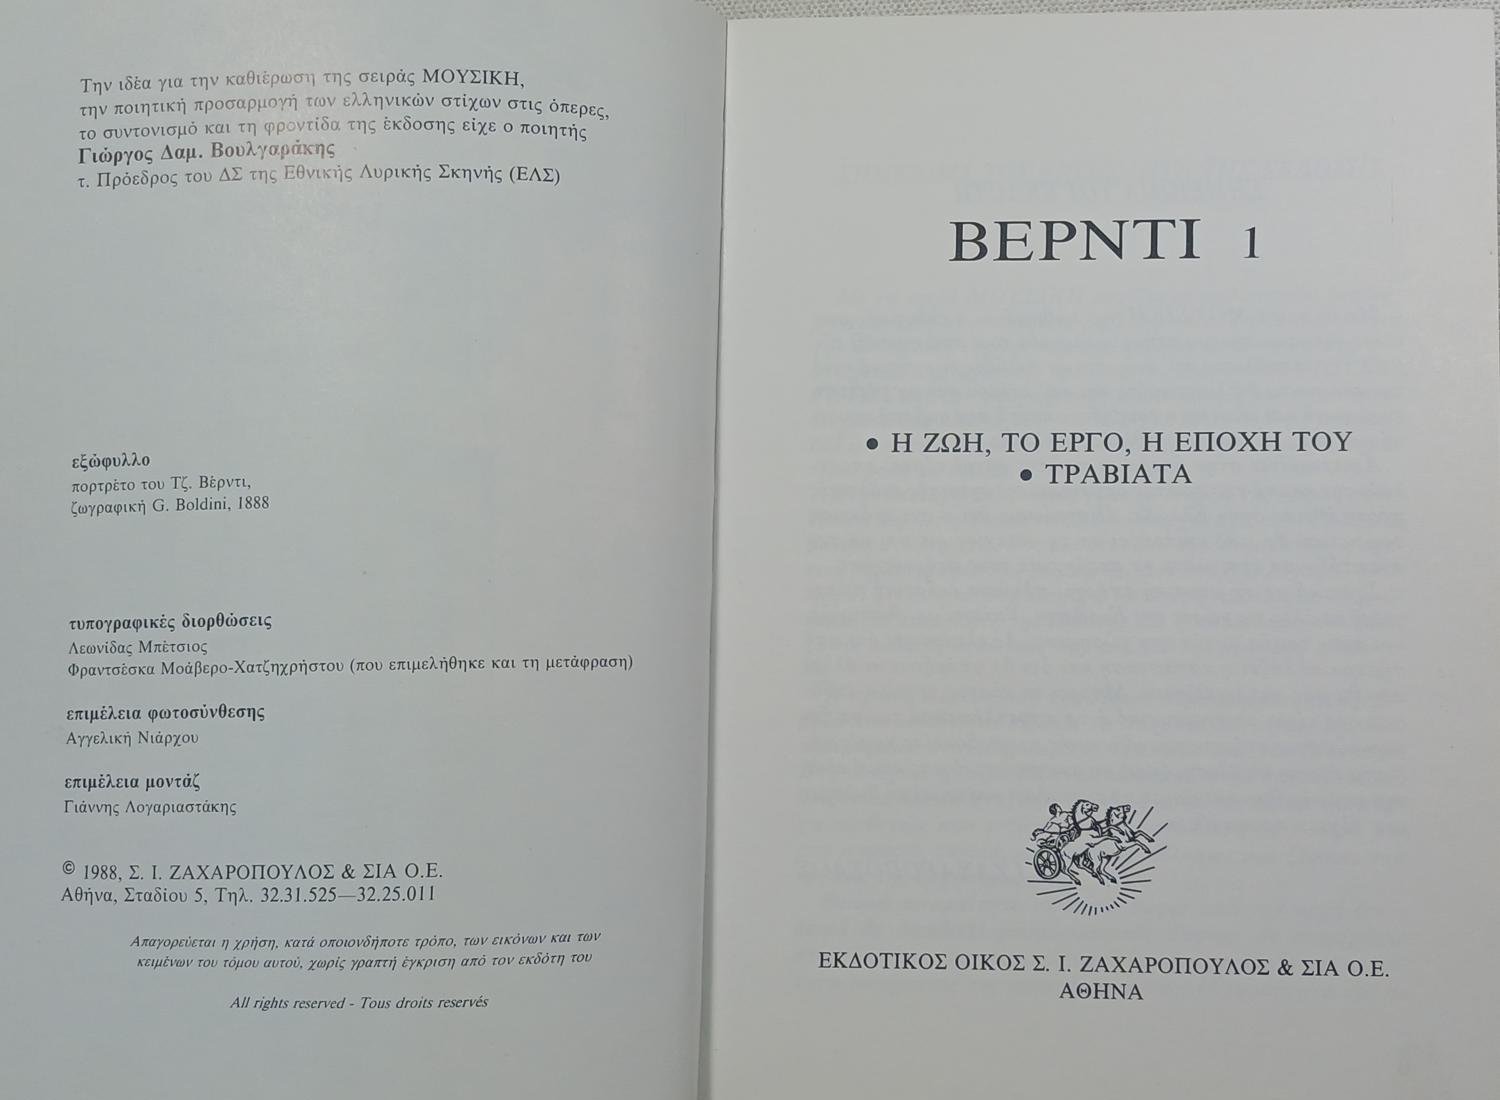 Την ιδέα για την καθιέρωση της σειράς ΜΟΥΣΙΚΗ,
την ποιητική προσαρμογή των ελληνικών στίχων στις όπερες,
το συντονισμό και τη φροντίδα της έκδοσης είχε ο ποιητής
Γιώργος Δαμ. Βουλγαράκης
τ. Πρόεδρος του ΔΣ της Εθνικής Λυρικής Σκηνής (ΕΛΣ)
εξώφυλλο
πορτρέτο του Τζ. Βέρντι,
ζωγραφική G. Boldini, 1888
τυπογραφικές διορθώσεις
Λεωνίδας Μπέτσιος
Φραντσέσκα Μοάβερο-Χατζηχρήστου (που επιμελήθηκε και τη μετάφραση)
επιμέλεια φωτοσύνθεσης
Αγγελική Νιάρχου
επιμέλεια μοντάζ
Γιάννης Λογαριαστάκης
© 1988, Σ. Ι. ΖΑΧΑΡΟΠΟΥΛΟΣ & ΣΙΑ Ο.Ε.
Αθήνα, Σταδίου 5, Τηλ. 32.31.525—32.25.011
Απαγορεύεται η χρήση, κατά οποιονδήποτε τρόπο, των εικόνων και των
κειμένων του τόμου αυτού, χωρίς γραπτή έγκριση από τον εκδότη του
All rights reserved - Tous droits reservés
ΒΕΡΝΤΙ 1
• Η ΖΩΗ, ΤΟ ΕΡΓΟ, Η ΕΠΟΧΗ ΤΟΥ
• ΤΡΑΒΙΑΤΑ
ΕΚΔΟΤΙΚΟΣ ΟΙΚΟΣ Σ. Ι. ΖΑΧΑΡΟΠΟΥΛΟΣ & ΣΙΑ Ο.Ε.
ΑΘΗΝΑ